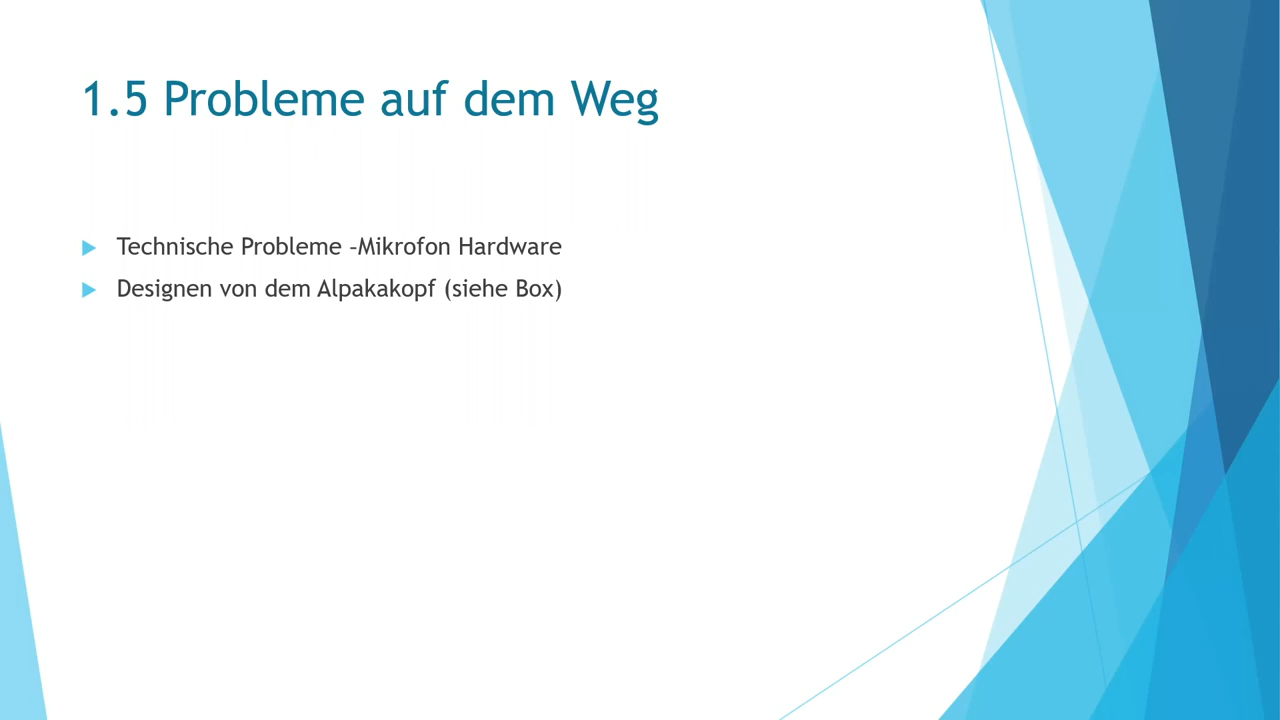 1.5 Probleme auf dem Weg
Technische Probleme -Mikrofon Hardware
Designen von dem Alpakakopf (siehe Box)